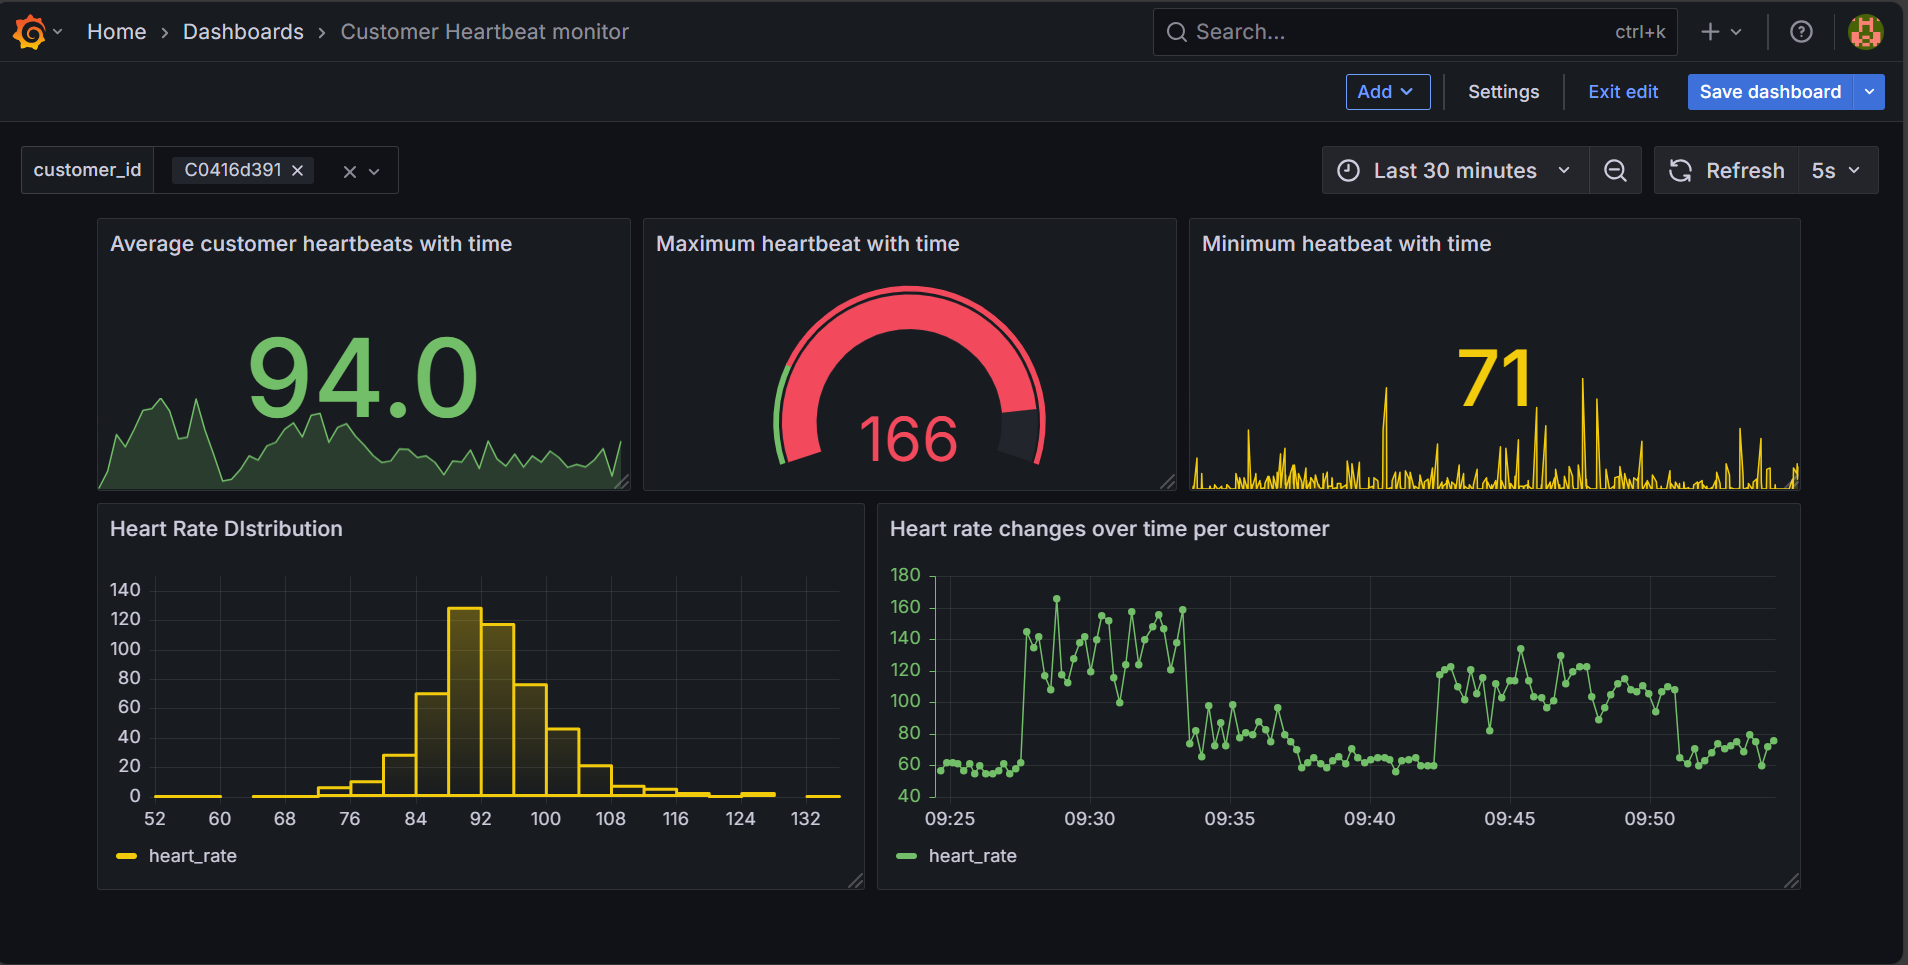 Home › Dashboards › Customer Heartbeat monitor
Search... ctrl+k
Add Settings Exit edit Save dashboard
customer_id C0416d391
Last 30 minutes Refresh 5s
Average customer heartbeats with time
94.0
Maximum heartbeat with time
166
Minimum heatbeat with time
71
Heart Rate DIstribution
140
120
100
80
60
40
20
0
52 60 68 76 84 92 100 108 116 124 132
heart_rate
Heart rate changes over time per customer
180
160
140
120
100
80
60
40
09:25 09:30 09:35 09:40 09:45 09:50
heart_rate